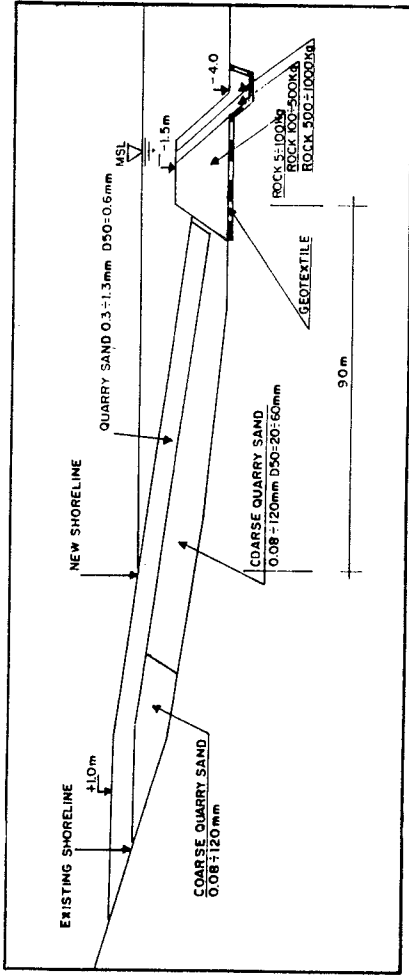 EXISTING SHORELINE
+1.0m
NEW SHORELINE
QUARRY SAND 0.3÷1.3mm D50=0.6mm
MSL
-1.5m
-4.0
COARSE QUARRY SAND
0.08÷120mm
COARSE QUARRY SAND
0.08÷120mm D50=20÷60mm
GEOTEXTILE
ROCK 5÷100Kg
ROCK 100÷500Kg
ROCK 500÷1000Kg
90m